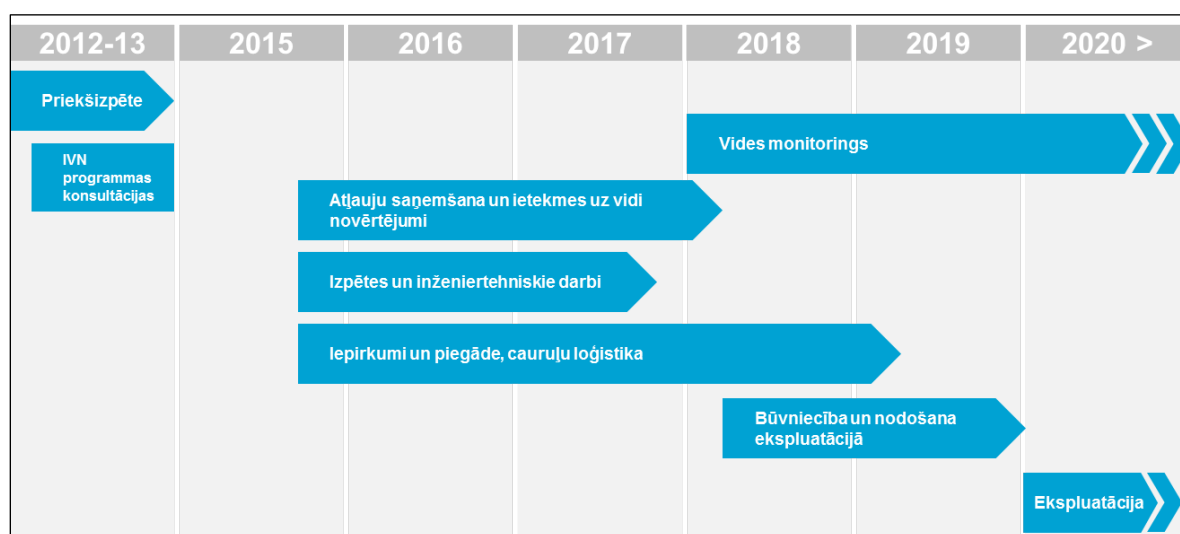 2012-13 2015 2016 2017 2018 2019 2020 >
Priekšizpēte
Vides monitorings
IVN
programmas
konsultācijas
Atļauju saņemšana un ietekmes uz vidi
novērtējumi
Izpētes un inženiertehniskie darbi
Iepirkumi un piegāde, cauruļu loģistika
Būvniecība un nodošana
ekspluatācijā
Ekspluatācija